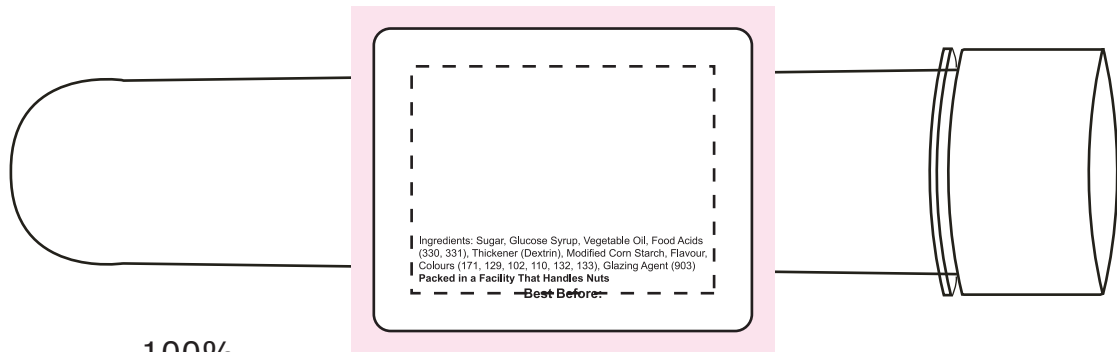 Ingredients: Sugar, Glucose Syrup, Vegetable Oil, Food Acids
(330, 331), Thickener (Dextrin), Modified Corn Starch, Flavour,
Colours (171, 129, 102, 110, 132, 133), Glazing Agent (903)
Packed in a Facility That Handles Nuts
Best Before:
100%